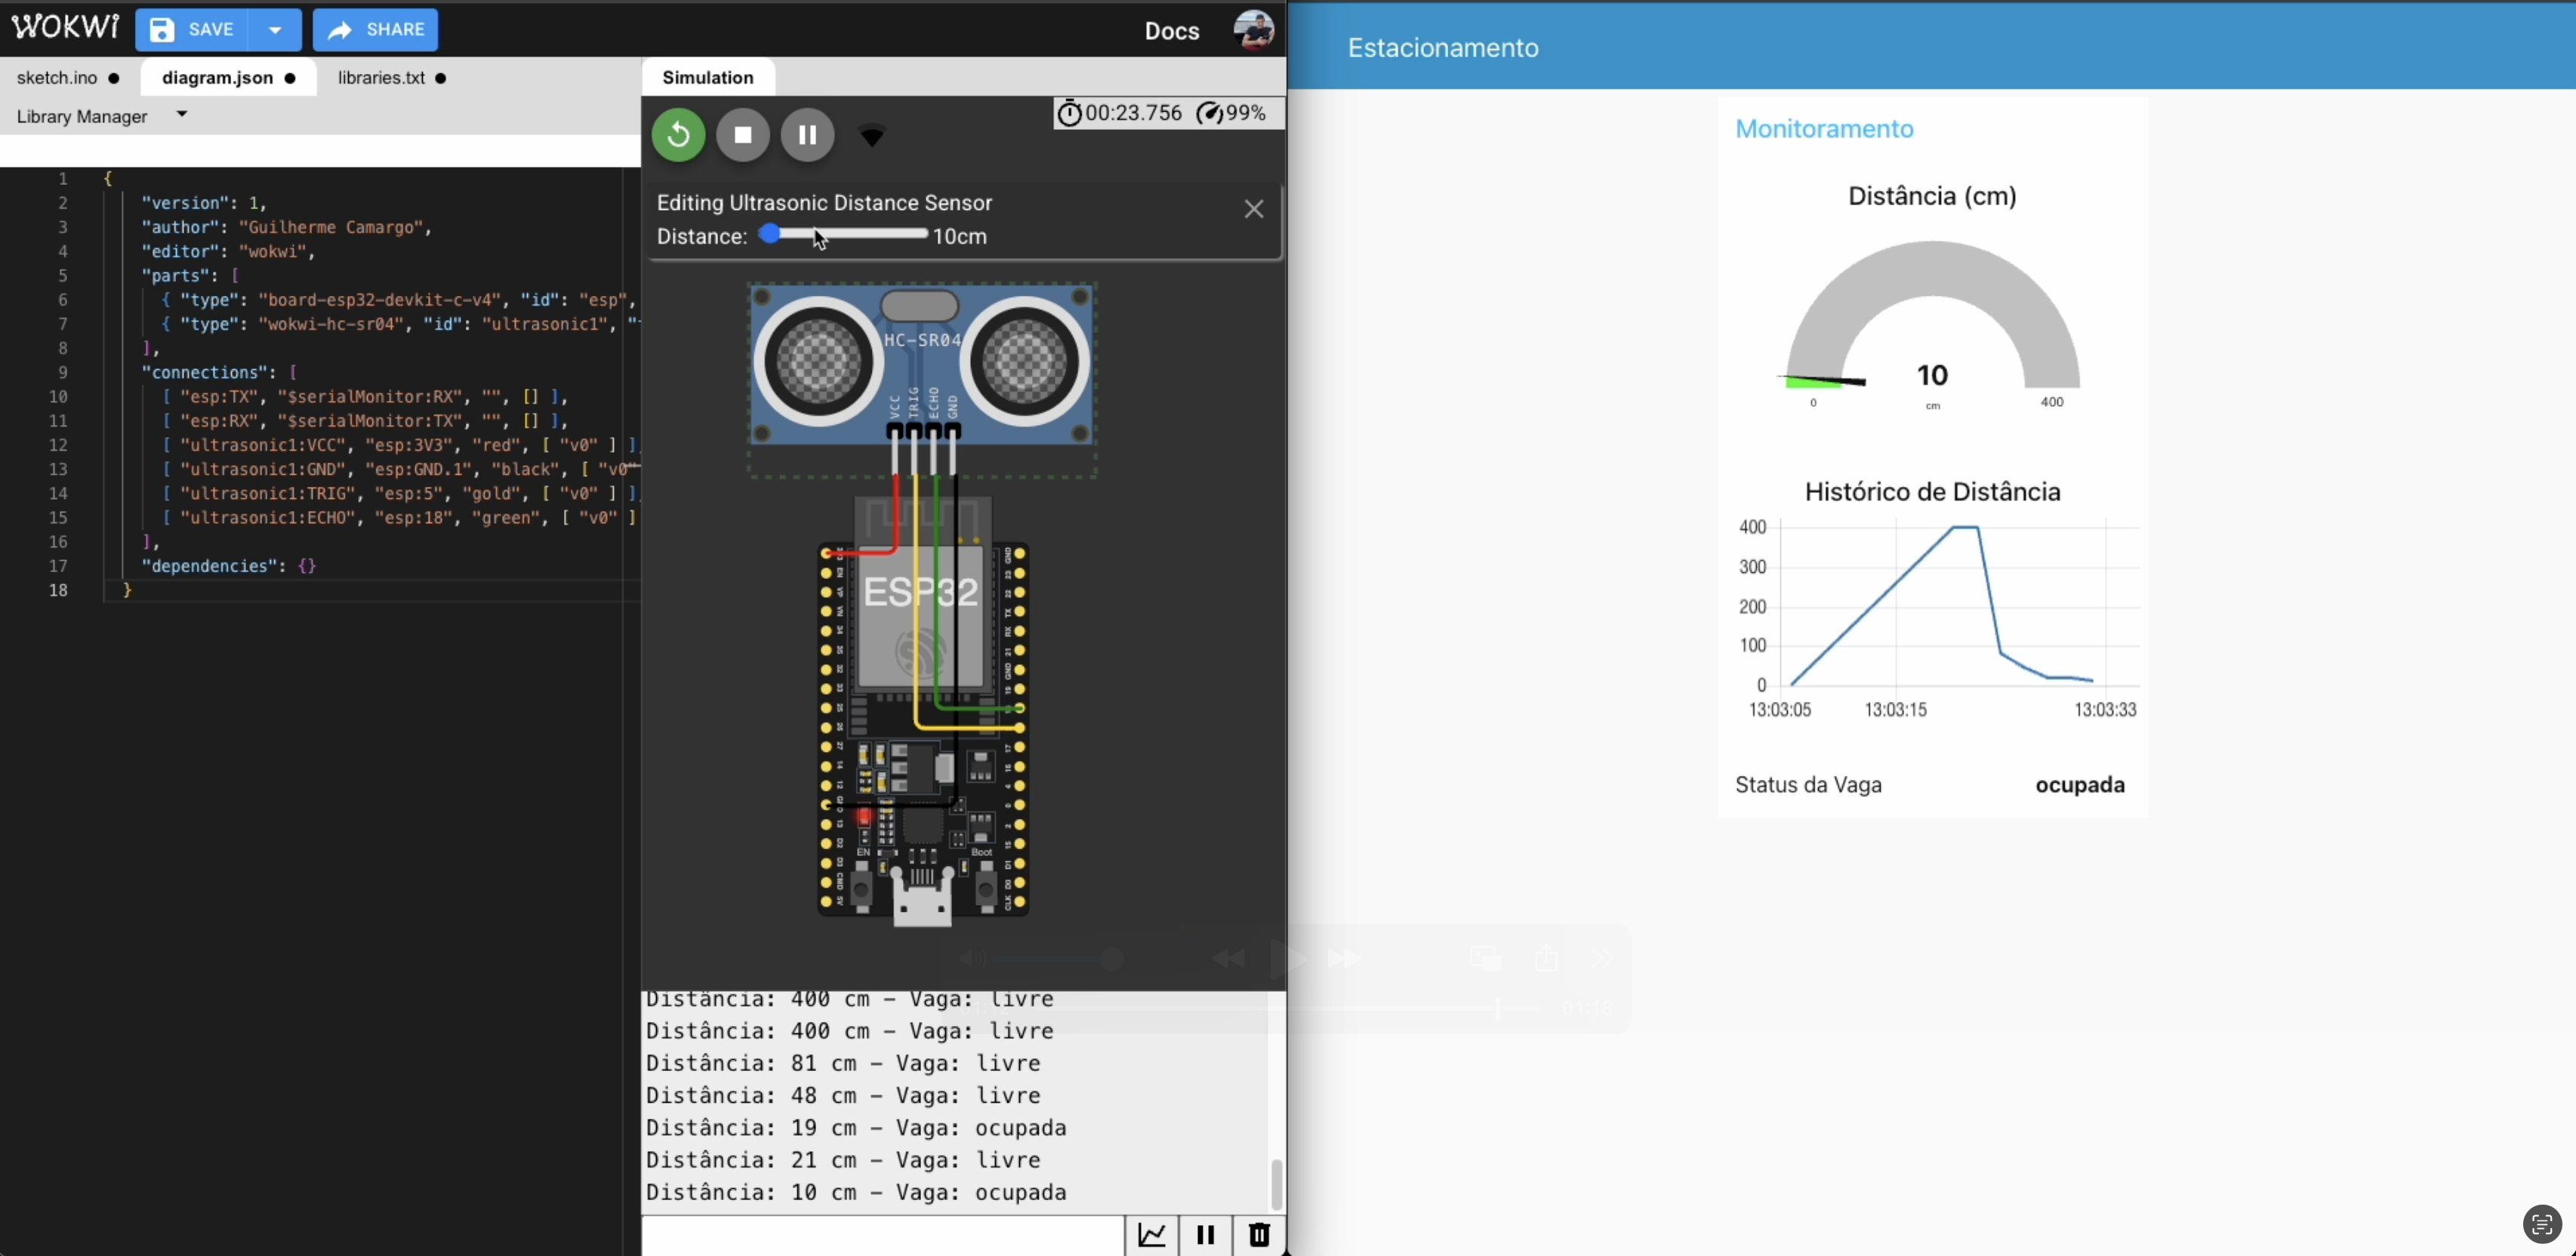 WOKWi SAVE SHARE Docs
sketch.ino ● diagram.json ● libraries.txt ●
Library Manager
1 {
2 "version": 1,
3 "author": "Guilherme Camargo",
4 "editor": "wokwi",
5 "parts": [
6 { "type": "board-esp32-devkit-c-v4", "id": "esp",
7 { "type": "wokwi-hc-sr04", "id": "ultrasonic1", "
8 ],
9 "connections": [
10 [ "esp:TX", "$serialMonitor:RX", "", [] ],
11 [ "esp:RX", "$serialMonitor:TX", "", [] ],
12 [ "ultrasonic1:VCC", "esp:3V3", "red", [ "v0" ] ]
13 [ "ultrasonic1:GND", "esp:GND.1", "black", [ "v0"
14 [ "ultrasonic1:TRIG", "esp:5", "gold", [ "v0" ] ]
15 [ "ultrasonic1:ECHO", "esp:18", "green", [ "v0" ]
16 ],
17 "dependencies": {}
18 }
Simulation
00:23.756 99%
Editing Ultrasonic Distance Sensor
Distance: 10cm
HC-SR04
VCC TRIG ECHO GND
ESP32
EN Boot
Distância: 400 cm – Vaga: livre
Distância: 400 cm – Vaga: livre
Distância: 81 cm – Vaga: livre
Distância: 48 cm – Vaga: livre
Distância: 19 cm – Vaga: ocupada
Distância: 21 cm – Vaga: livre
Distância: 10 cm – Vaga: ocupada
Estacionamento
Monitoramento
Distância (cm)
10
0 cm 400
Histórico de Distância
400
300
200
100
0
13:03:05 13:03:15 13:03:33
Status da Vaga ocupada